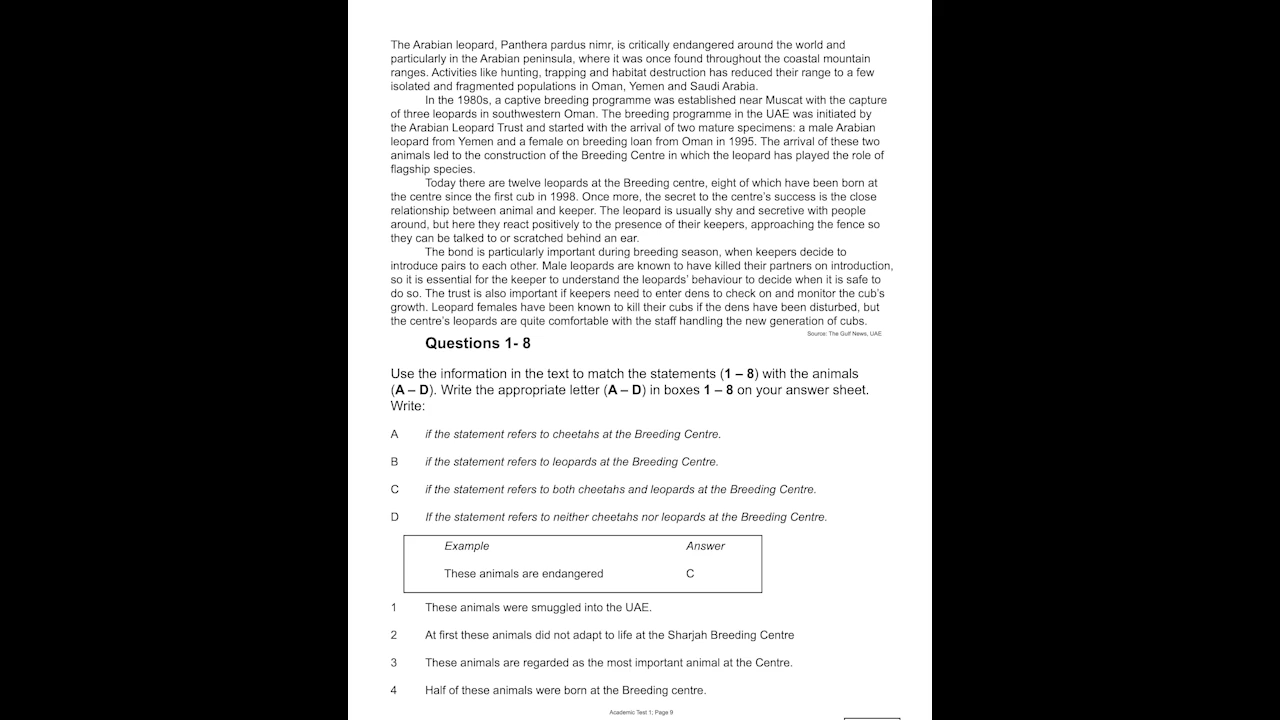 The Arabian leopard, Panthera pardus nimr, is critically endangered around the world and
particularly in the Arabian peninsula, where it was once found throughout the coastal mountain
ranges. Activities like hunting, trapping and habitat destruction has reduced their range to a few
isolated and fragmented populations in Oman, Yemen and Saudi Arabia.
In the 1980s, a captive breeding programme was established near Muscat with the capture
of three leopards in southwestern Oman. The breeding programme in the UAE was initiated by
the Arabian Leopard Trust and started with the arrival of two mature specimens: a male Arabian
leopard from Yemen and a female on breeding loan from Oman in 1995. The arrival of these two
animals led to the construction of the Breeding Centre in which the leopard has played the role of
flagship species.
Today there are twelve leopards at the Breeding centre, eight of which have been born at
the centre since the first cub in 1998. Once more, the secret to the centre's success is the close
relationship between animal and keeper. The leopard is usually shy and secretive with people
around, but here they react positively to the presence of their keepers, approaching the fence so
they can be talked to or scratched behind an ear.
The bond is particularly important during breeding season, when keepers decide to
introduce pairs to each other. Male leopards are known to have killed their partners on introduction,
so it is essential for the keeper to understand the leopards' behaviour to decide when it is safe to
do so. The trust is also important if keepers need to enter dens to check on and monitor the cub's
growth. Leopard females have been known to kill their cubs if the dens have been disturbed, but
the centre's leopards are quite comfortable with the staff handling the new generation of cubs.
Source: The Gulf News, UAE
Questions 1- 8
Use the information in the text to match the statements (1 – 8) with the animals
(A – D). Write the appropriate letter (A – D) in boxes 1 – 8 on your answer sheet.
Write:
A if the statement refers to cheetahs at the Breeding Centre.
B if the statement refers to leopards at the Breeding Centre.
C if the statement refers to both cheetahs and leopards at the Breeding Centre.
D If the statement refers to neither cheetahs nor leopards at the Breeding Centre.
Example Answer
These animals are endangered C
1 These animals were smuggled into the UAE.
2 At first these animals did not adapt to life at the Sharjah Breeding Centre
3 These animals are regarded as the most important animal at the Centre.
4 Half of these animals were born at the Breeding centre.
Academic Test 1; Page 9